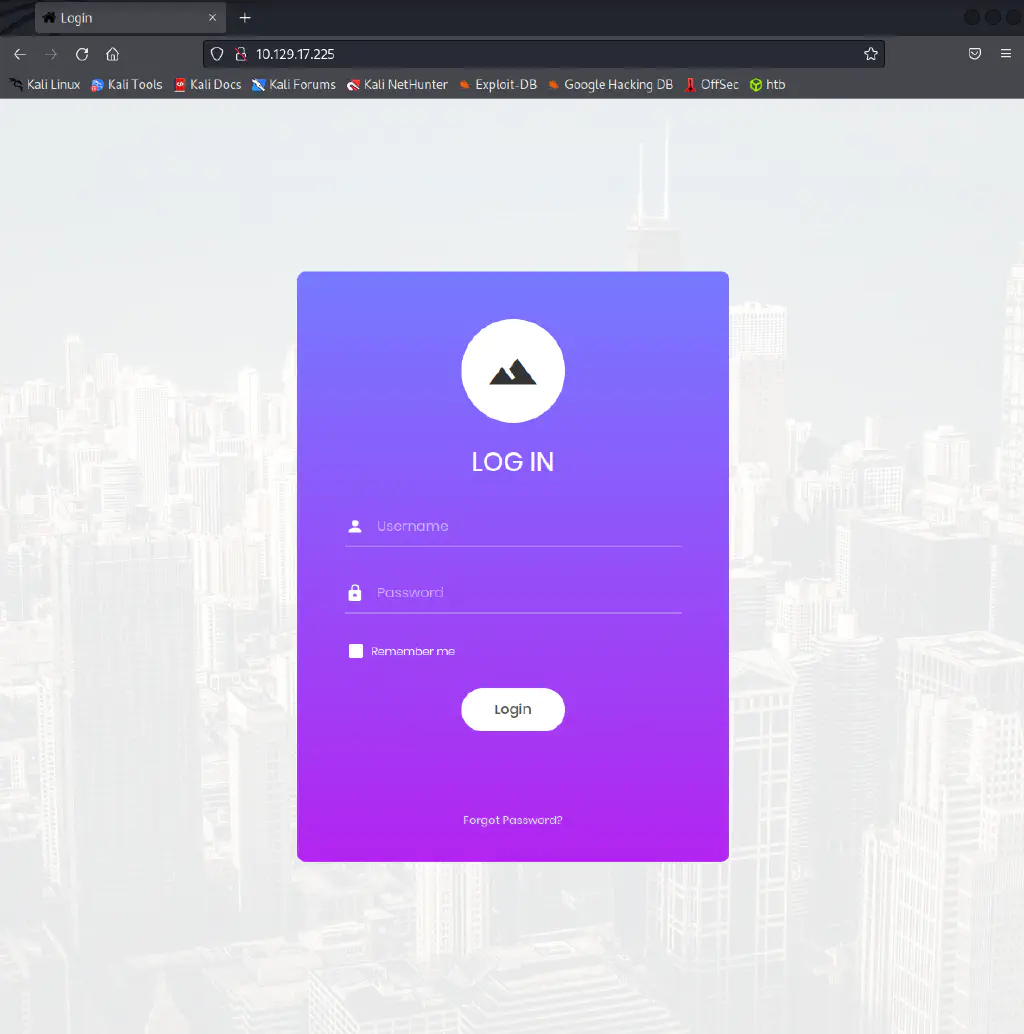 Login
10.129.17.225
Kali Linux Kali Tools Kali Docs Kali Forums Kali NetHunter Exploit-DB Google Hacking DB OffSec htb
LOG IN
Username
Password
Remember me
Login
Forgot Password?